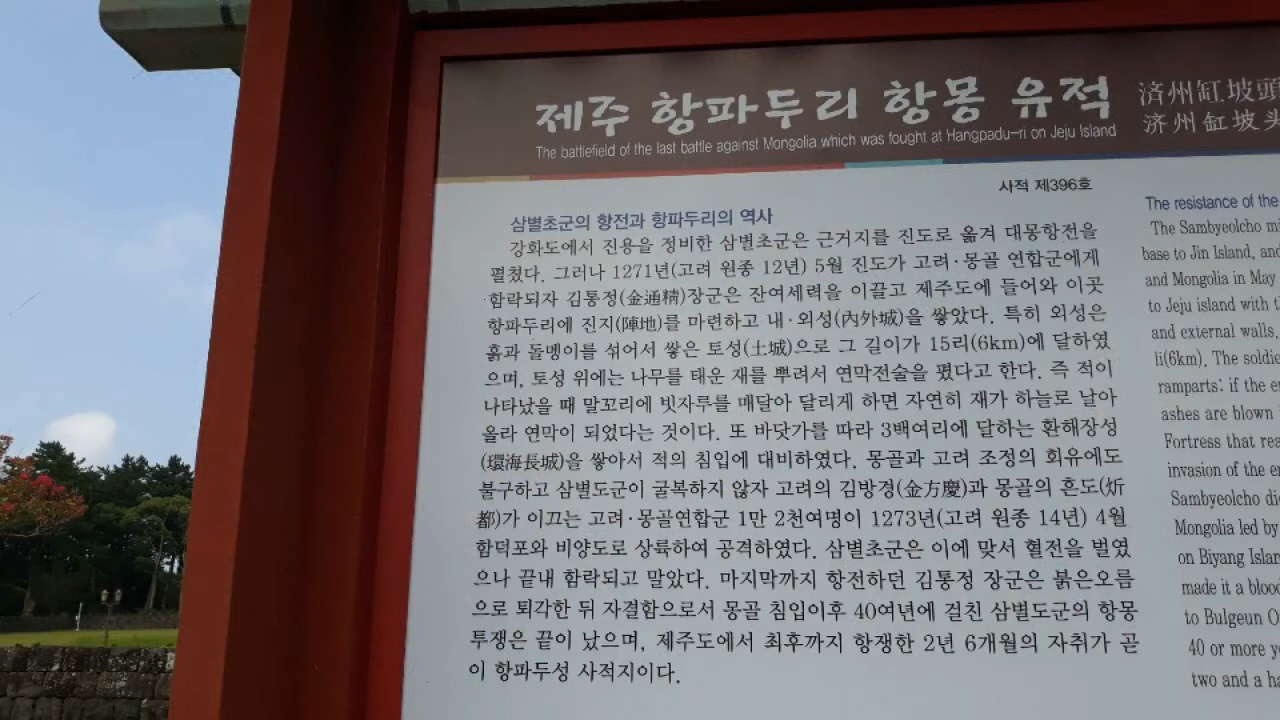 제주 항파두리 항몽 유적
The battlefield of the last battle against Mongolia which was fought at Hangpadu-ri on Jeju Island
済州缸坡頭
济州缸坡头
사적 제396호
삼별초군의 항전과 항파두리의 역사
강화도에서 진용을 정비한 삼별초군은 근거지를 진도로 옮겨 대몽항전을
펼쳤다. 그러나 1271년(고려 원종 12년) 5월 진도가 고려·몽골 연합군에게
함락되자 김통정(金通精)장군은 잔여세력을 이끌고 제주도에 들어와 이곳
항파두리에 진지(陣地)를 마련하고 내·외성(內外城)을 쌓았다. 특히 외성은
흙과 돌멩이를 섞어서 쌓은 토성(土城)으로 그 길이가 15리(6km)에 달하였
으며, 토성 위에는 나무를 태운 재를 뿌려서 연막전술을 폈다고 한다. 즉 적이
나타났을 때 말꼬리에 빗자루를 매달아 달리게 하면 자연히 재가 하늘로 날아
올라 연막이 되었다는 것이다. 또 바닷가를 따라 3백여리에 달하는 환해장성
(環海長城)을 쌓아서 적의 침입에 대비하였다. 몽골과 고려 조정의 회유에도
불구하고 삼별도군이 굴복하지 않자 고려의 김방경(金方慶)과 몽골의 흔도(炘
都)가 이끄는 고려·몽골연합군 1만 2천여명이 1273년(고려 원종 14년) 4월
함덕포와 비양도로 상륙하여 공격하였다. 삼별초군은 이에 맞서 혈전을 벌였
으나 끝내 함락되고 말았다. 마지막까지 항전하던 김통정 장군은 붉은오름
으로 퇴각한 뒤 자결함으로서 몽골 침입이후 40여년에 걸친 삼별도군의 항몽
투쟁은 끝이 났으며, 제주도에서 최후까지 항쟁한 2년 6개월의 자취가 곧
이 항파두성 사적지이다.
The resistance of the
The Sambyeolcho
base to Jin Island, and
and Mongolia in May
to Jeju island with
and external walls.
li(6km). The
ramparts: if the
ashes are blown
Fortress that
invasion of the
Sambyeolcho
Mongolia led by
on Biyang
made it a
to Bulgeun
40 or more
two and a